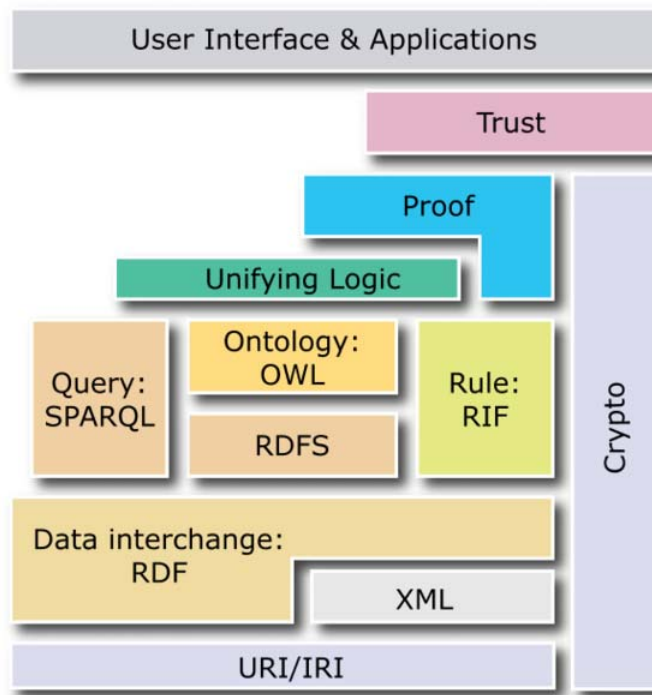 User Interface & Applications
Trust
Proof
Unifying Logic
Query:
SPARQL
Ontology:
OWL
RDFS
Rule:
RIF
Crypto
Data interchange:
RDF
XML
URI/IRI